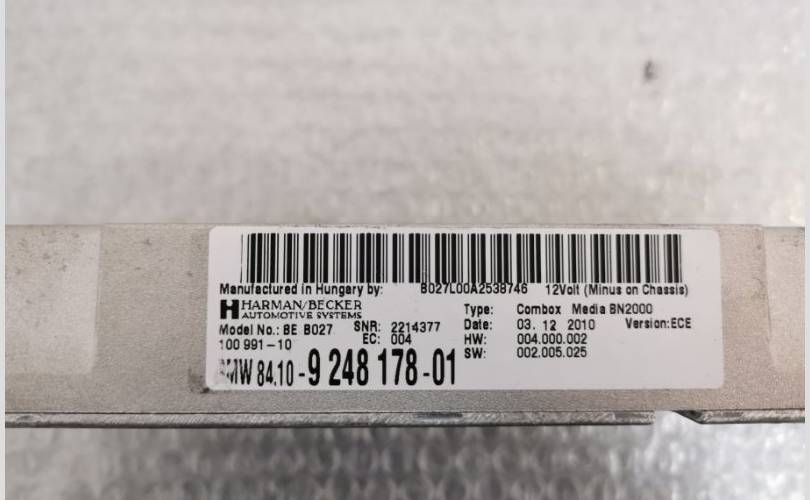 Manufactured in Hungary by: B027L00A2538746 12Volt (Minus on Chassis)
HARMAN/BECKER
AUTOMOTIVE SYSTEMS
Model No.: BE B027 SNR: 2214377
100 991-10 EC: 004
Type: Combox Media BN2000
Date: 03. 12 2010 Version:ECE
HW: 004.000.002
SW: 002.005.025
BMW 84.10-9 248 178-01